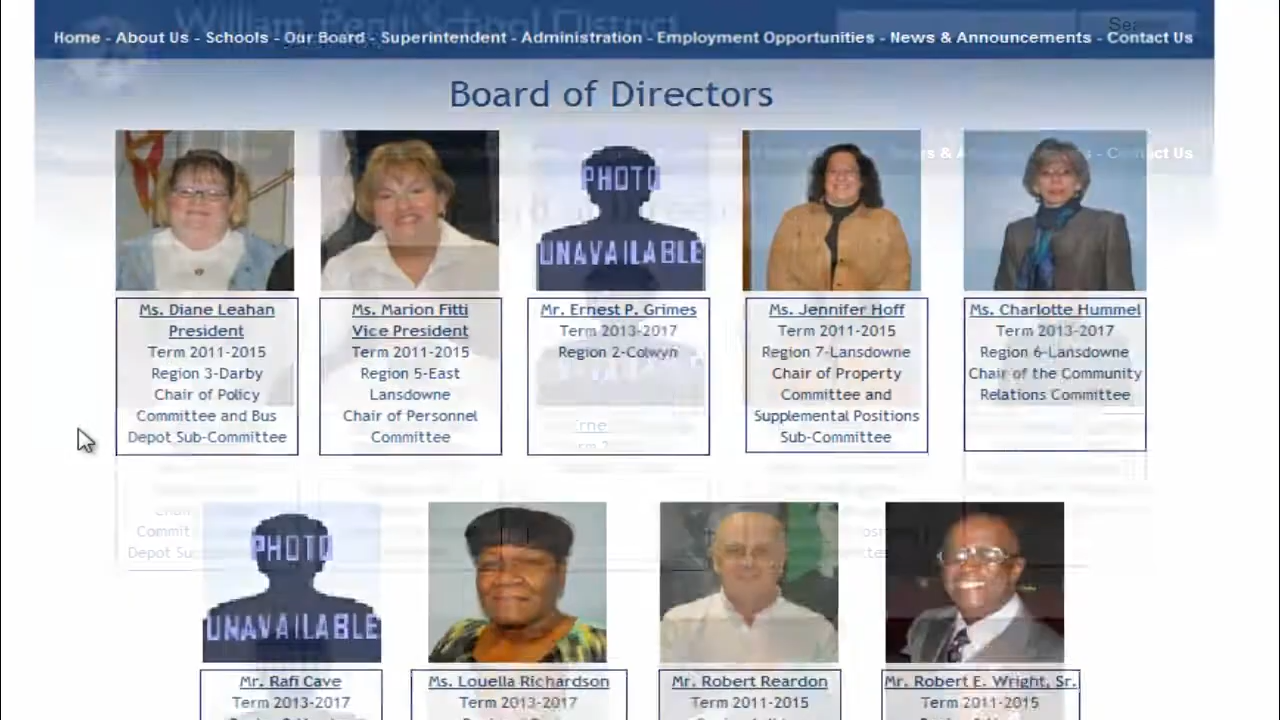 William Penn School District
Home - About Us - Schools - Our Board - Superintendent - Administration - Employment Opportunities - News & Announcements - Contact Us
Board of Directors
PHOTO
UNAVAILABLE
Ms. Diane Leahan
President
Term 2011-2015
Region 3-Darby
Chair of Policy
Committee and Bus
Depot Sub-Committee
Ms. Marion Fitti
Vice President
Term 2011-2015
Region 5-East
Lansdowne
Chair of Personnel
Committee
Mr. Ernest P. Grimes
Term 2013-2017
Region 2-Colwyn
Ms. Jennifer Hoff
Term 2011-2015
Region 7-Lansdowne
Chair of Property
Committee and
Supplemental Positions
Sub-Committee
Ms. Charlotte Hummel
Term 2013-2017
Region 6-Lansdowne
Chair of the Community
Relations Committee
PHOTO
UNAVAILABLE
Mr. Rafi Cave
Term 2013-2017
Ms. Louella Richardson
Term 2013-2017
Mr. Robert Reardon
Term 2011-2015
Mr. Robert E. Wright, Sr.
Term 2011-2015